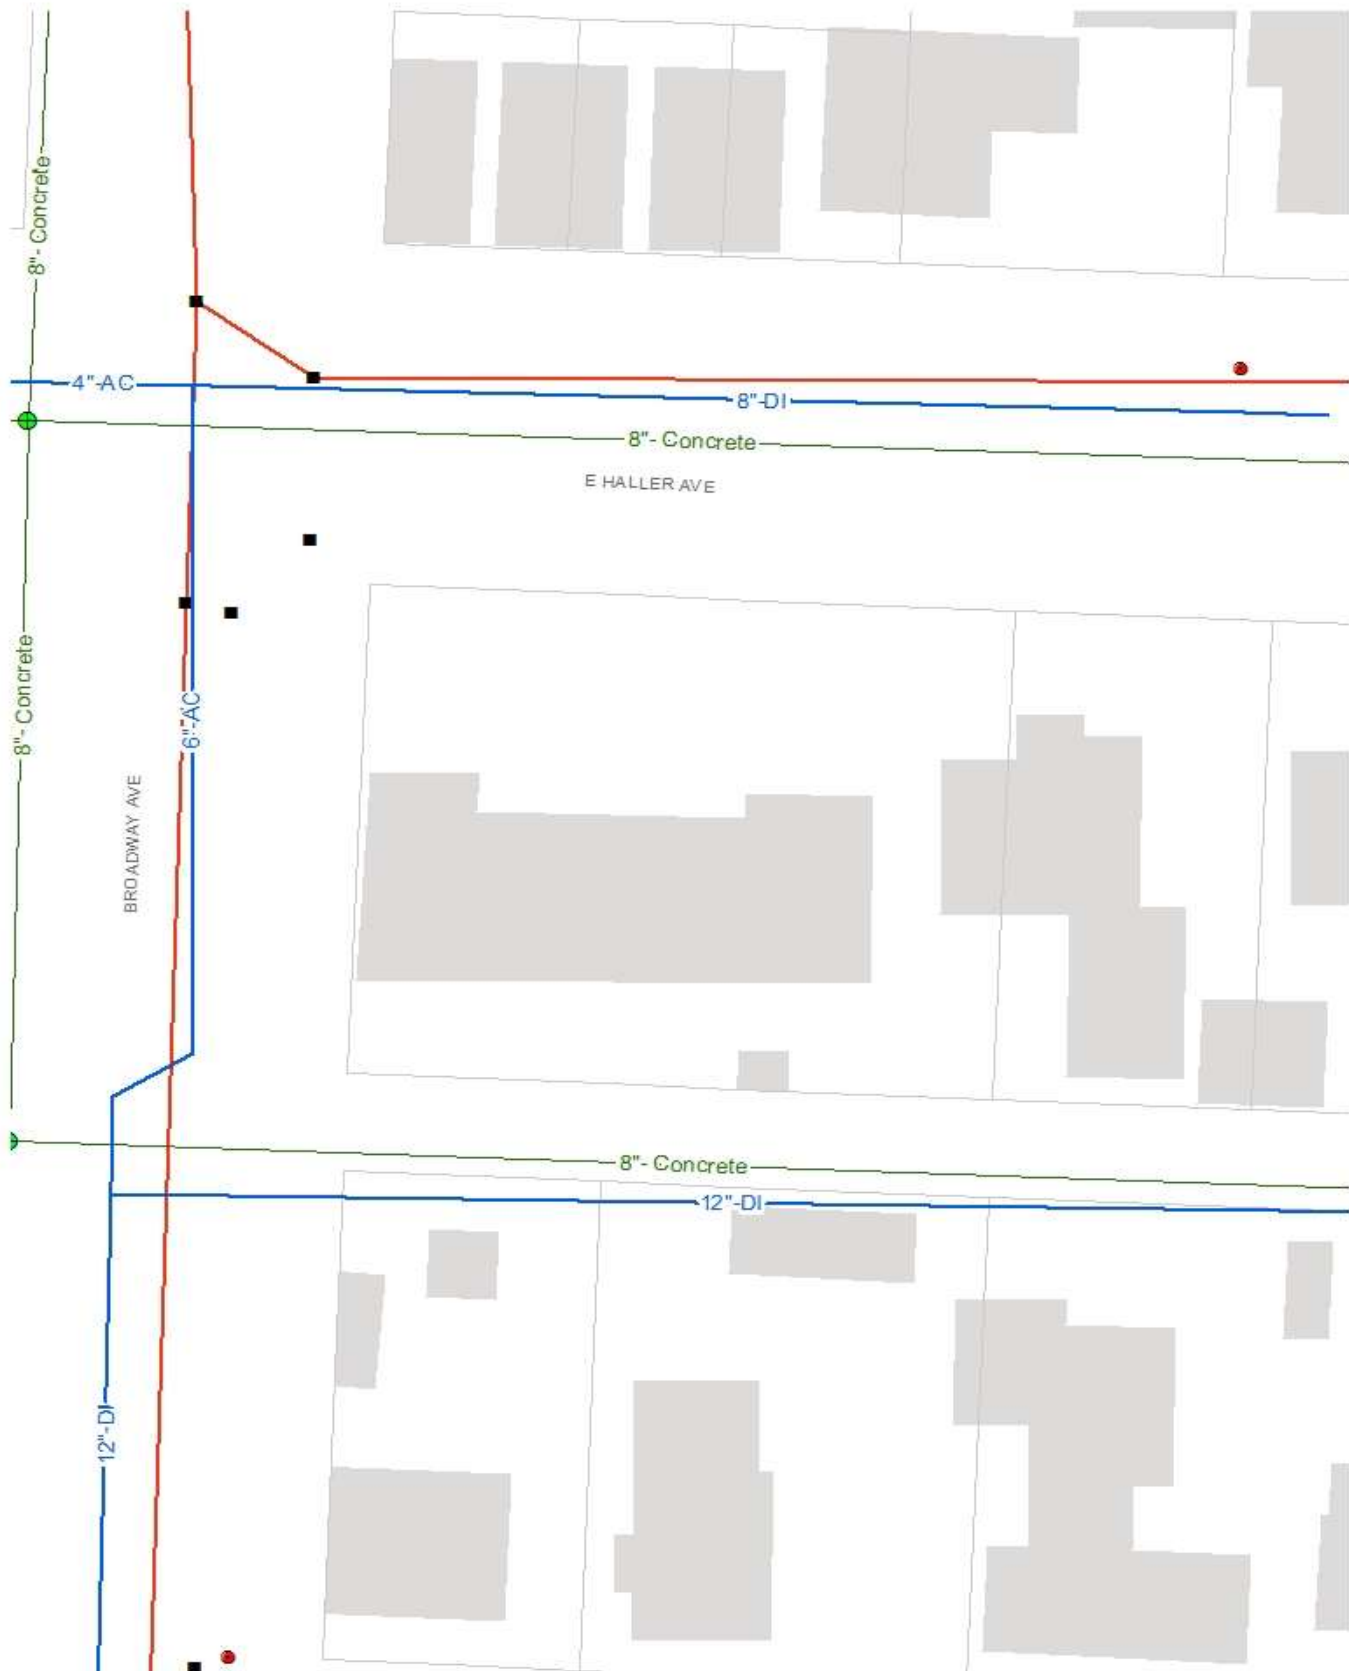 8"- Concrete
4"-AC
8"-DI
8"- Concrete
E HALLER AVE
8"- Concrete
6"-AC
BROADWAY AVE
8"- Concrete
12"-DI
12"-DI